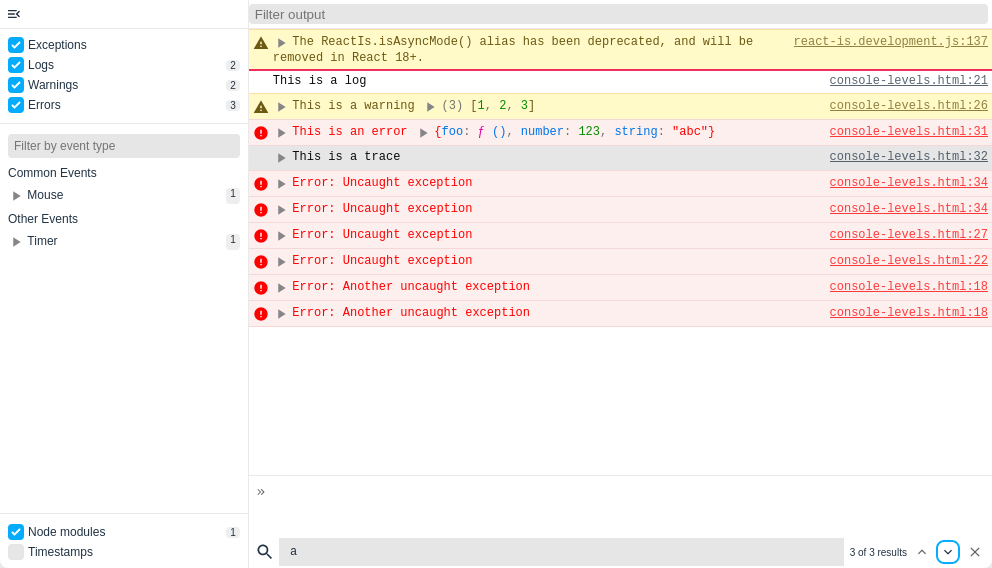 Filter output
Exceptions
Logs 2
Warnings 2
Errors 3
Filter by event type
Common Events
Mouse 1
Other Events
Timer 1
Node modules 1
Timestamps
The ReactIs.isAsyncMode() alias has been deprecated, and will be react-is.development.js:137
removed in React 18+.
This is a log console-levels.html:21
This is a warning (3) [1, 2, 3] console-levels.html:26
This is an error {foo: ƒ (), number: 123, string: "abc"} console-levels.html:31
This is a trace console-levels.html:32
Error: Uncaught exception console-levels.html:34
Error: Uncaught exception console-levels.html:34
Error: Uncaught exception console-levels.html:27
Error: Uncaught exception console-levels.html:22
Error: Another uncaught exception console-levels.html:18
Error: Another uncaught exception console-levels.html:18
»
a 3 of 3 results